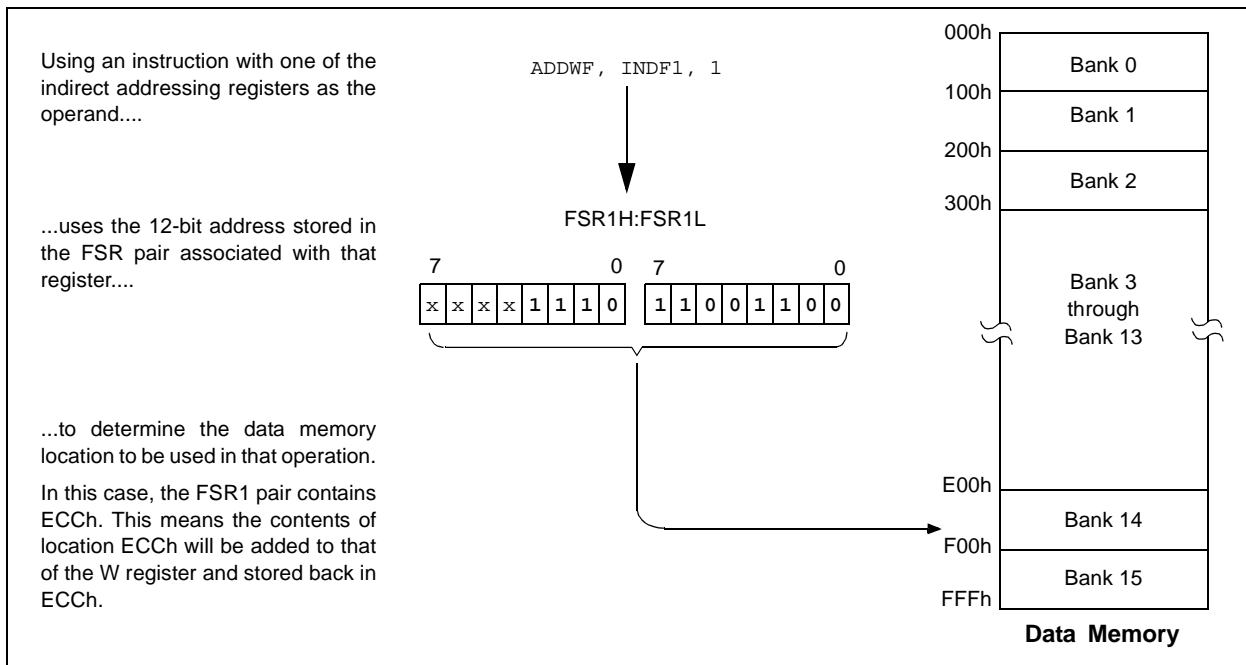 Using an instruction with one of the
indirect addressing registers as the
operand....
ADDWF, INDF1, 1
...uses the 12-bit address stored in
the FSR pair associated with that
register....
FSR1H:FSR1L
7 0 7 0
x x x x 1 1 1 0 1 1 0 0 1 1 0 0
...to determine the data memory
location to be used in that operation.
In this case, the FSR1 pair contains
ECCh. This means the contents of
location ECCh will be added to that
of the W register and stored back in
ECCh.
000h
Bank 0
100h
Bank 1
200h
Bank 2
300h
Bank 3
through
Bank 13
E00h
Bank 14
F00h
Bank 15
FFFh
Data Memory